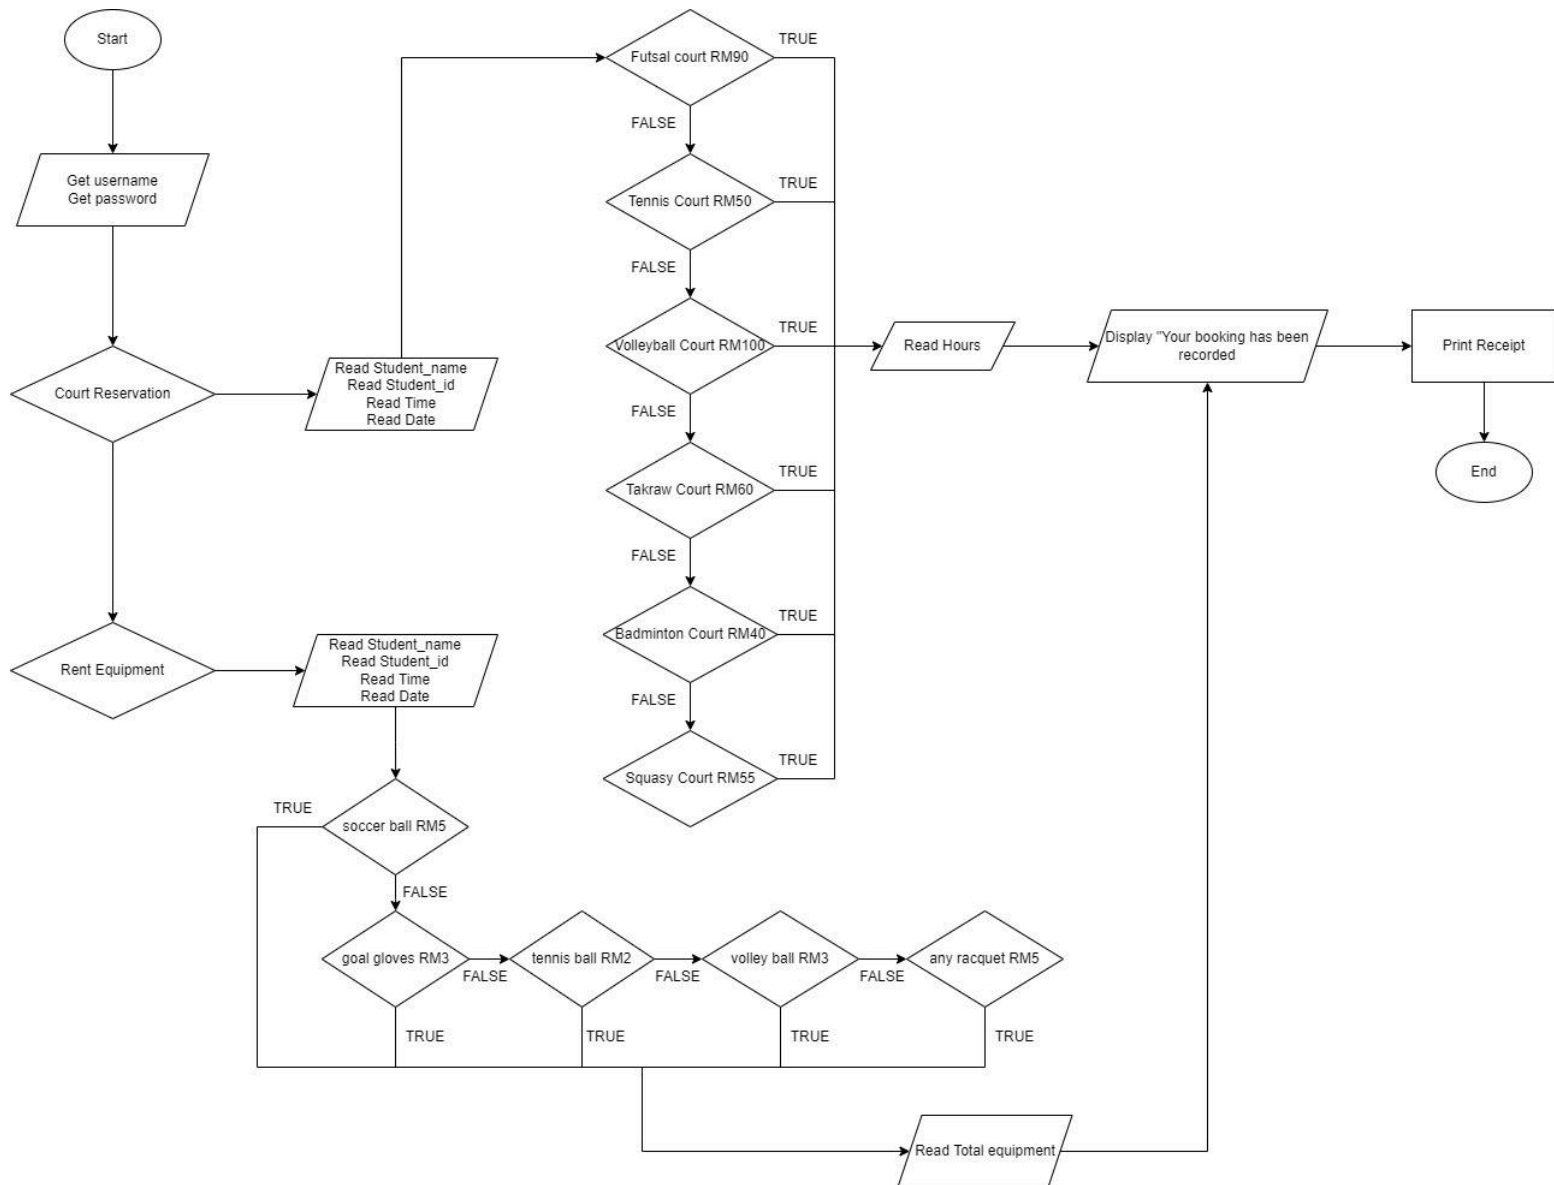 Start
Get username
Get password
Court Reservation
Read Student_name
Read Student_id
Read Time
Read Date
Rent Equipment
Read Student_name
Read Student_id
Read Time
Read Date
Futsal court RM90
TRUE
FALSE
Tennis Court RM50
TRUE
FALSE
Volleyball Court RM100
TRUE
FALSE
Takraw Court RM60
TRUE
FALSE
Badminton Court RM40
TRUE
FALSE
Squasy Court RM55
TRUE
Read Hours
Display "Your booking has been
recorded
Print Receipt
End
soccer ball RM5
TRUE
FALSE
goal gloves RM3
FALSE
TRUE
tennis ball RM2
FALSE
TRUE
volley ball RM3
FALSE
TRUE
any racquet RM5
TRUE
Read Total equipment